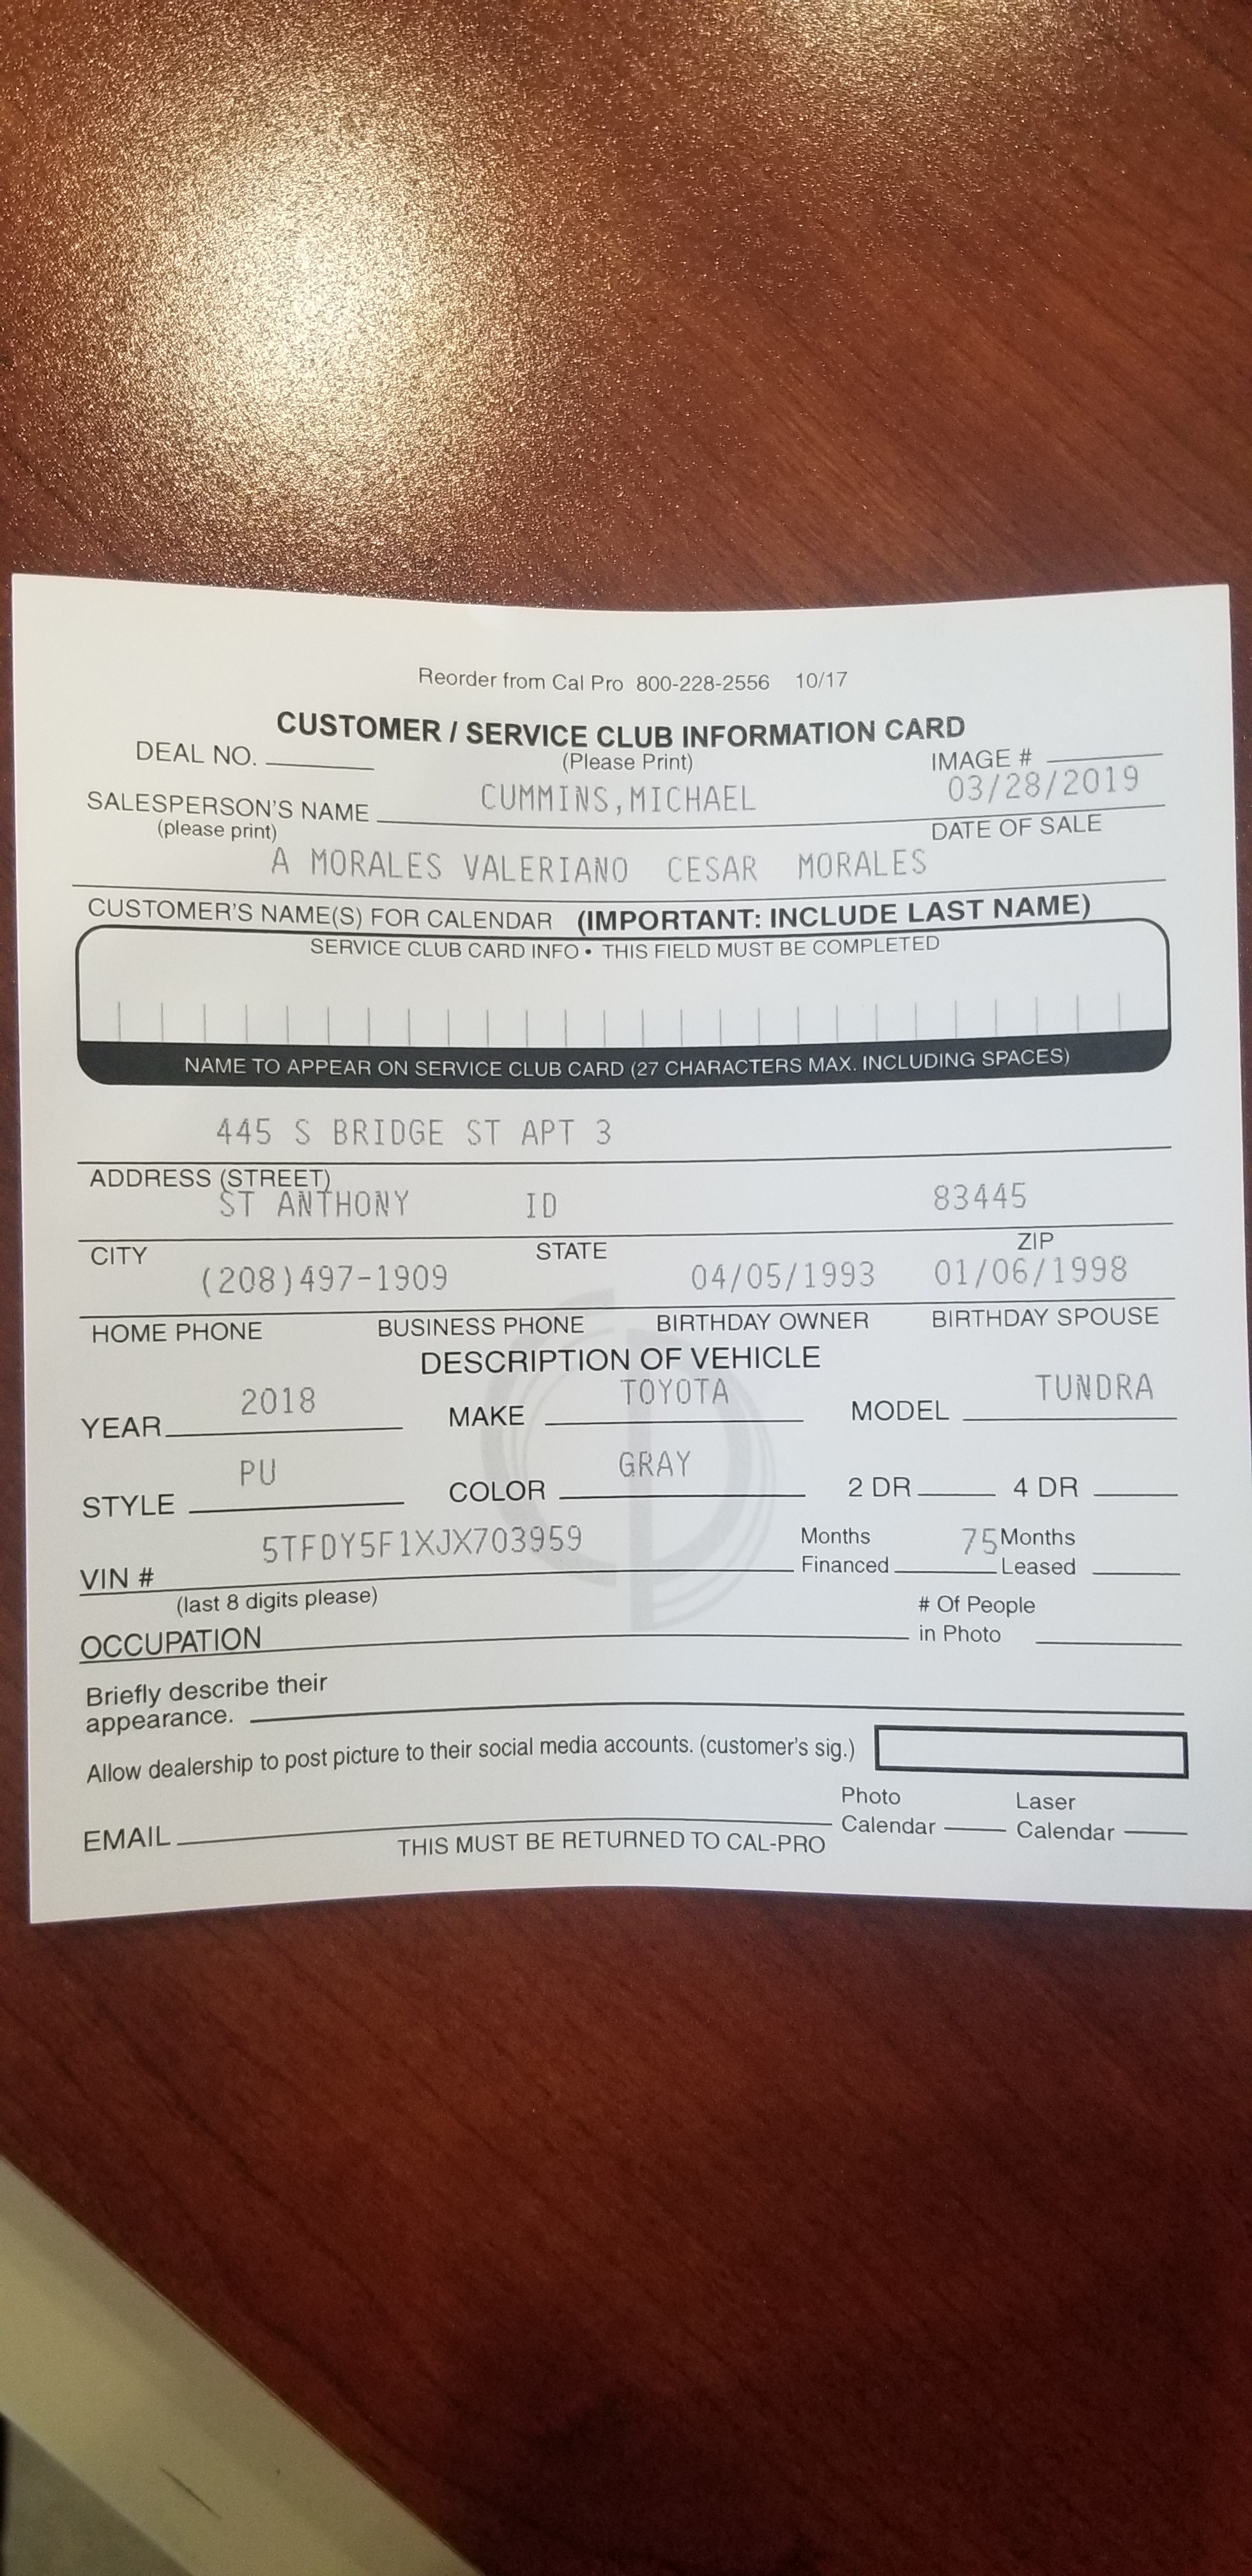 Reorder from Cal Pro 800-228-2556 10/17
CUSTOMER / SERVICE CLUB INFORMATION CARD
DEAL NO. (Please Print) IMAGE #
SALESPERSON'S NAME CUMMINS,MICHAEL 03/28/2019
(please print) DATE OF SALE
A MORALES VALERIANO CESAR MORALES
CUSTOMER'S NAME(S) FOR CALENDAR (IMPORTANT: INCLUDE LAST NAME)
SERVICE CLUB CARD INFO • THIS FIELD MUST BE COMPLETED
NAME TO APPEAR ON SERVICE CLUB CARD (27 CHARACTERS MAX. INCLUDING SPACES)
445 S BRIDGE ST APT 3
ADDRESS (STREET)
ST ANTHONY ID 83445
CITY STATE ZIP
(208)497-1909 04/05/1993 01/06/1998
HOME PHONE BUSINESS PHONE BIRTHDAY OWNER BIRTHDAY SPOUSE
DESCRIPTION OF VEHICLE
YEAR 2018 MAKE TOYOTA MODEL TUNDRA
STYLE PU COLOR GRAY 2 DR 4 DR
VIN # 5TFDY5F1XJX703959 Months Financed 75 Months Leased
(last 8 digits please)
OCCUPATION # Of People in Photo
Briefly describe their
appearance.
Allow dealership to post picture to their social media accounts. (customer's sig.)
EMAIL Photo Calendar Laser Calendar
THIS MUST BE RETURNED TO CAL-PRO